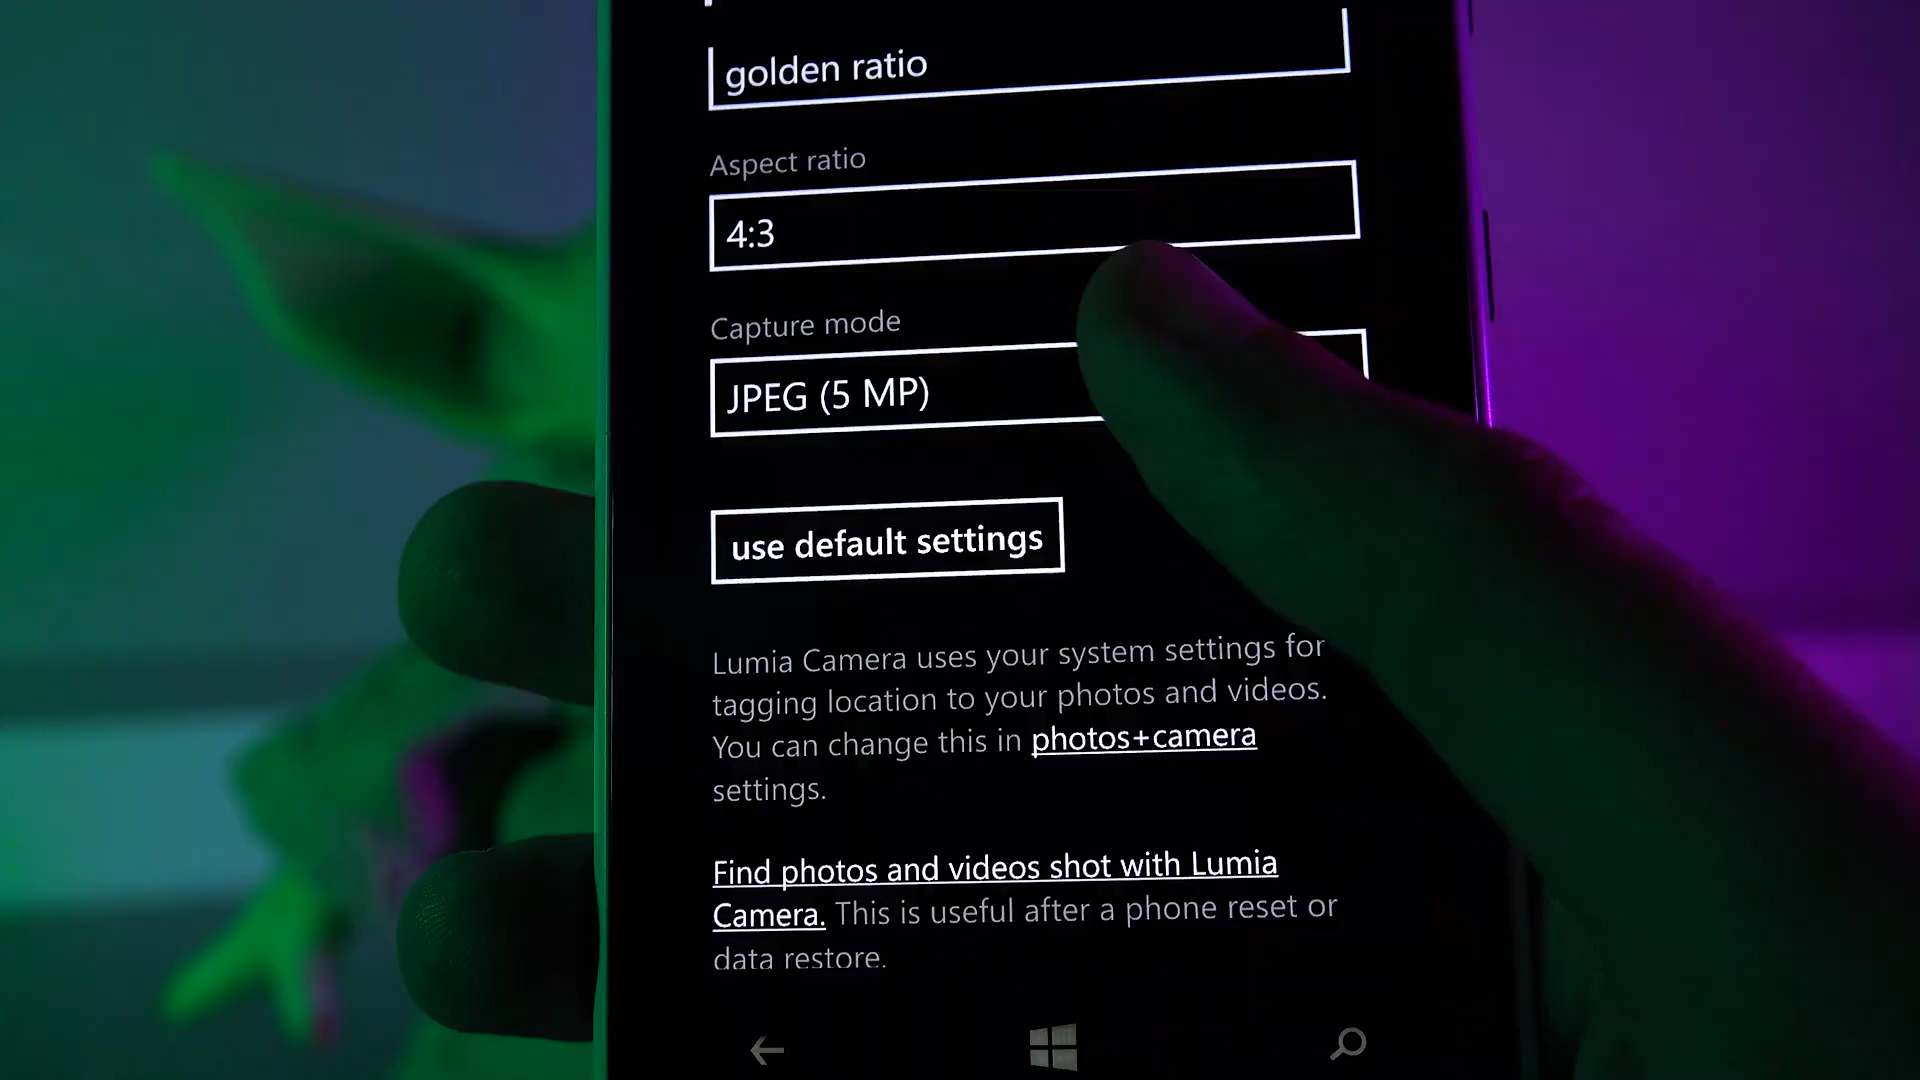 golden ratio
Aspect ratio
4:3
Capture mode
JPEG (5 MP)
use default settings
Lumia Camera uses your system settings for
tagging location to your photos and videos.
You can change this in photos+camera
settings.
Find photos and videos shot with Lumia
Camera. This is useful after a phone reset or
data restore.